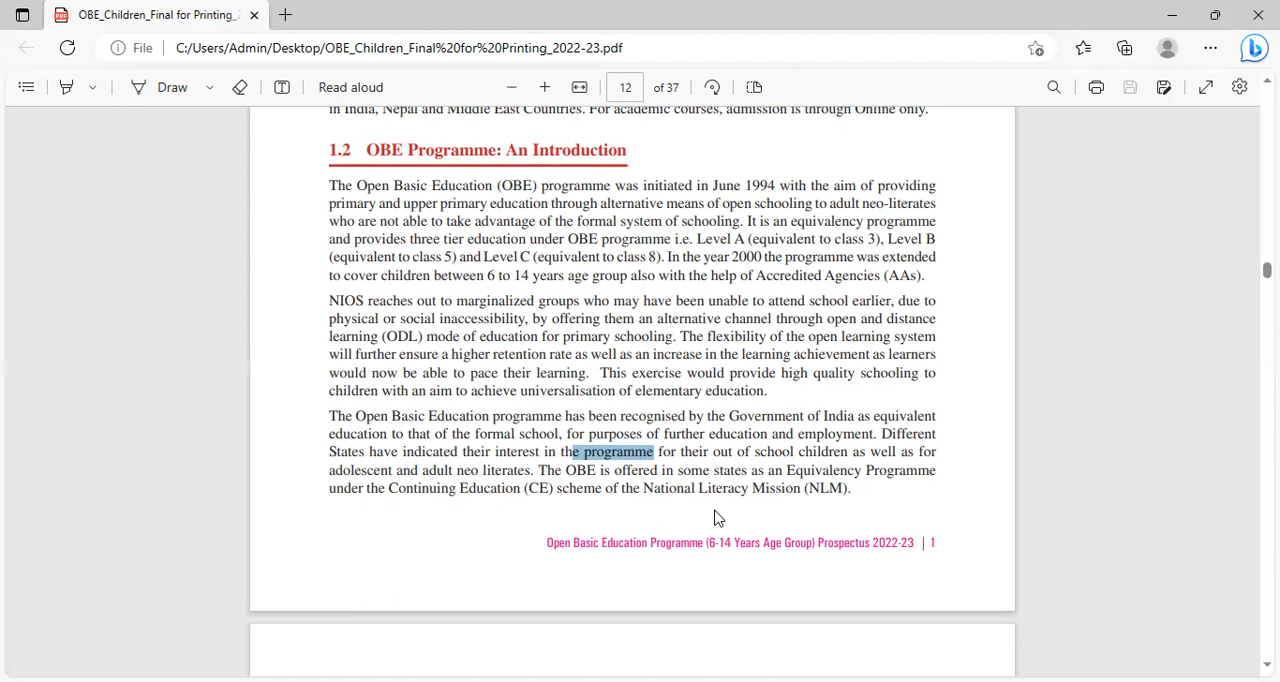 OBE_Children_Final for Printing_2
File
C:/Users/Admin/Desktop/OBE_Children_Final%20for%20Printing_2022-23.pdf
Draw
Read aloud
12 of 37
in India, Nepal and Middle East Countries. For academic courses, admission is through Online only.
1.2 OBE Programme: An Introduction
The Open Basic Education (OBE) programme was initiated in June 1994 with the aim of providing
primary and upper primary education through alternative means of open schooling to adult neo-literates
who are not able to take advantage of the formal system of schooling. It is an equivalency programme
and provides three tier education under OBE programme i.e. Level A (equivalent to class 3), Level B
(equivalent to class 5) and Level C (equivalent to class 8). In the year 2000 the programme was extended
to cover children between 6 to 14 years age group also with the help of Accredited Agencies (AAs).
NIOS reaches out to marginalized groups who may have been unable to attend school earlier, due to
physical or social inaccessibility, by offering them an alternative channel through open and distance
learning (ODL) mode of education for primary schooling. The flexibility of the open learning system
will further ensure a higher retention rate as well as an increase in the learning achievement as learners
would now be able to pace their learning. This exercise would provide high quality schooling to
children with an aim to achieve universalisation of elementary education.
The Open Basic Education programme has been recognised by the Government of India as equivalent
education to that of the formal school, for purposes of further education and employment. Different
States have indicated their interest in the programme for their out of school children as well as for
adolescent and adult neo literates. The OBE is offered in some states as an Equivalency Programme
under the Continuing Education (CE) scheme of the National Literacy Mission (NLM).
Open Basic Education Programme (6-14 Years Age Group) Prospectus 2022-23 | 1